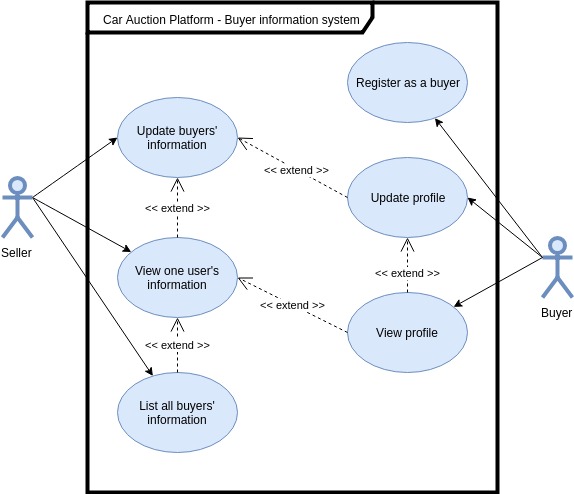 Car Auction Platform - Buyer information system
Register as a buyer
Update buyers'
information
<< extend >>
Update profile
<< extend >>
Seller
View one user's
information
<< extend >>
<< extend >>
Buyer
View profile
<< extend >>
List all buyers'
information